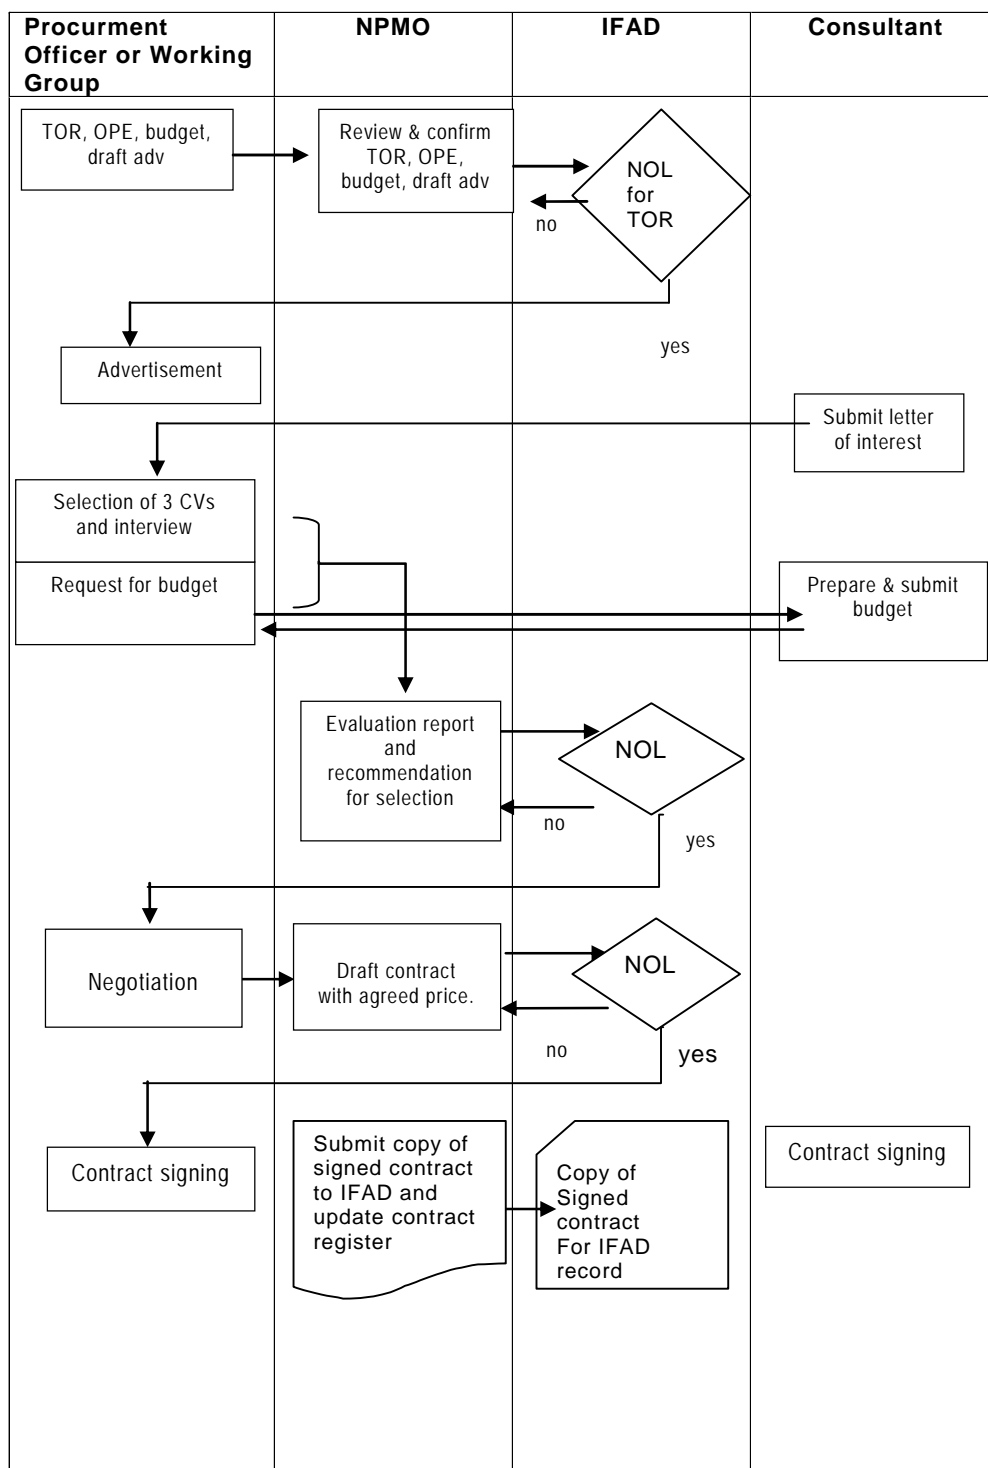 Procurment
Officer or Working
Group
NPMO
IFAD
Consultant
TOR, OPE, budget,
draft adv
Review & confirm
TOR, OPE,
budget, draft adv
NOL
for
TOR
no
yes
Advertisement
Submit letter
of interest
Selection of 3 CVs
and interview
Request for budget
Prepare & submit
budget
Evaluation report
and
recommendation
for selection
NOL
no
yes
Negotiation
Draft contract
with agreed price.
NOL
no
yes
Contract signing
Submit copy of
signed contract
to IFAD and
update contract
register
Copy of
Signed
contract
For IFAD
record
Contract signing